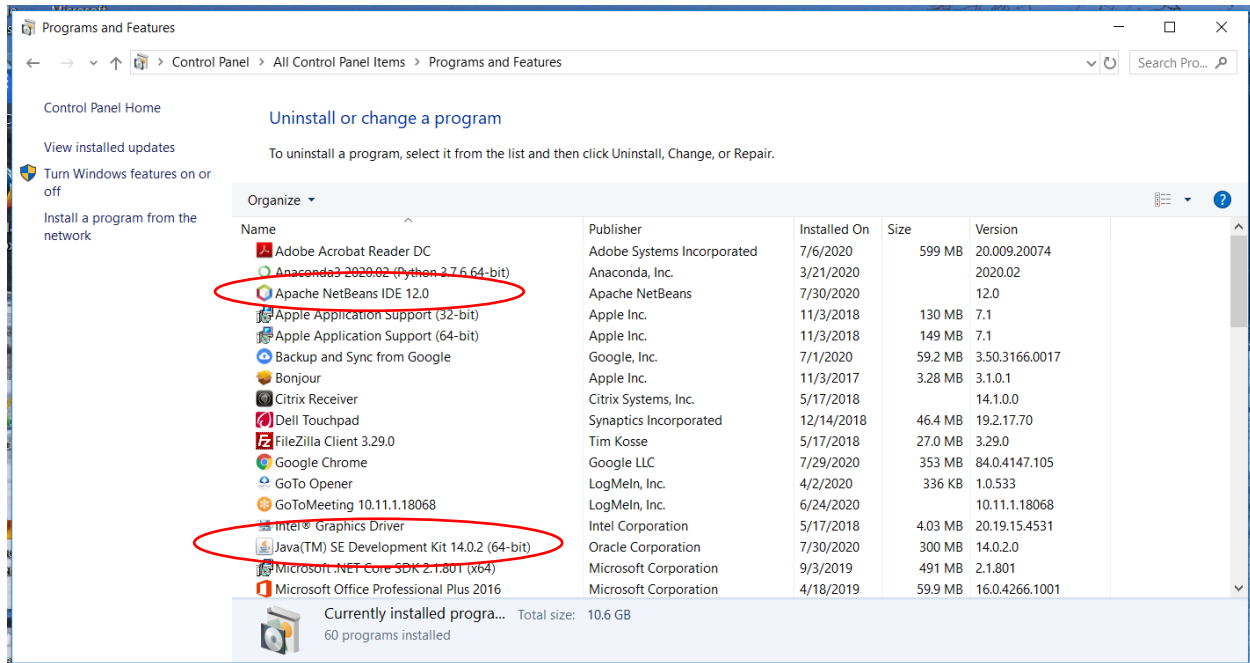 Microsoft
Programs and Features
Control Panel > All Control Panel Items > Programs and Features
Search Pro...
Control Panel Home
View installed updates
Turn Windows features on or
off
Install a program from the
network
Uninstall or change a program
To uninstall a program, select it from the list and then click Uninstall, Change, or Repair.
Organize
?
Name Publisher Installed On Size Version
Adobe Acrobat Reader DC Adobe Systems Incorporated 7/6/2020 599 MB 20.009.20074
Anaconda3 2020.02 (Python 3.7.6 64-bit) Anaconda, Inc. 3/21/2020 2020.02
Apache NetBeans IDE 12.0 Apache NetBeans 7/30/2020 12.0
Apple Application Support (32-bit) Apple Inc. 11/3/2018 130 MB 7.1
Apple Application Support (64-bit) Apple Inc. 11/3/2018 149 MB 7.1
Backup and Sync from Google Google, Inc. 7/1/2020 59.2 MB 3.50.3166.0017
Bonjour Apple Inc. 11/3/2017 3.28 MB 3.1.0.1
Citrix Receiver Citrix Systems, Inc. 5/17/2018 14.1.0.0
Dell Touchpad Synaptics Incorporated 12/14/2018 46.4 MB 19.2.17.70
FileZilla Client 3.29.0 Tim Kosse 5/17/2018 27.0 MB 3.29.0
Google Chrome Google LLC 7/29/2020 353 MB 84.0.4147.105
GoTo Opener LogMeIn, Inc. 4/2/2020 336 KB 1.0.533
GoToMeeting 10.11.1.18068 LogMeIn, Inc. 6/24/2020 10.11.1.18068
Intel® Graphics Driver Intel Corporation 5/17/2018 4.03 MB 20.19.15.4531
Java(TM) SE Development Kit 14.0.2 (64-bit) Oracle Corporation 7/30/2020 300 MB 14.0.2.0
Microsoft .NET Core SDK 2.1.801 (x64) Microsoft Corporation 9/3/2019 491 MB 2.1.801
Microsoft Office Professional Plus 2016 Microsoft Corporation 4/18/2019 59.9 MB 16.0.4266.1001
Currently installed progra... Total size: 10.6 GB
60 programs installed